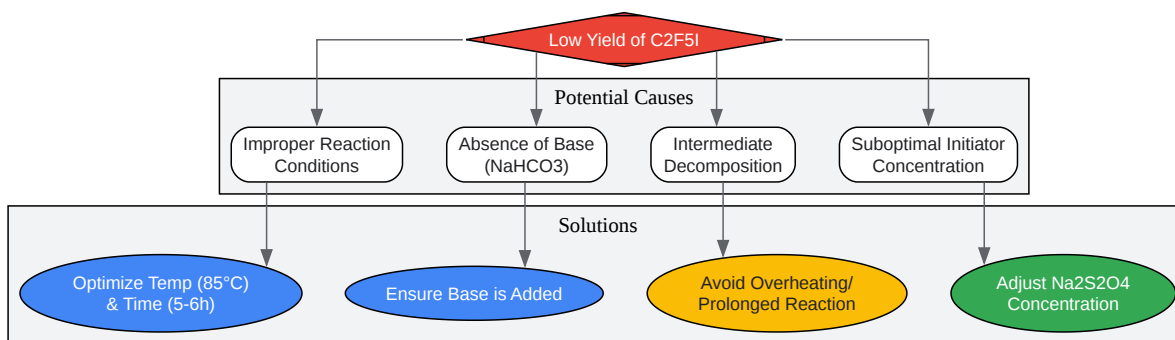 Low Yield of C2F5I
Potential Causes
Improper Reaction
Conditions
Absence of Base
(NaHCO3)
Intermediate
Decomposition
Suboptimal Initiator
Concentration
Solutions
Optimize Temp (85°C)
& Time (5-6h)
Ensure Base is Added
Avoid Overheating/
Prolonged Reaction
Adjust Na2S2O4
Concentration